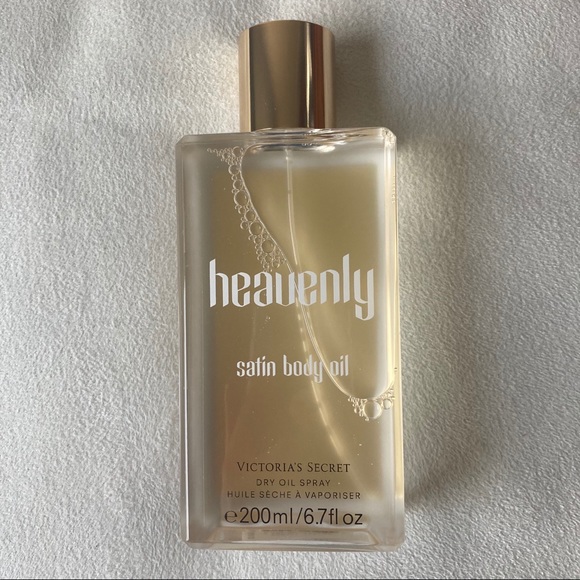 heavenly
satin body oil
VICTORIA'S SECRET
DRY OIL SPRAY
HUILE SÈCHE À VAPORISER
℮200ml/6.7fl oz